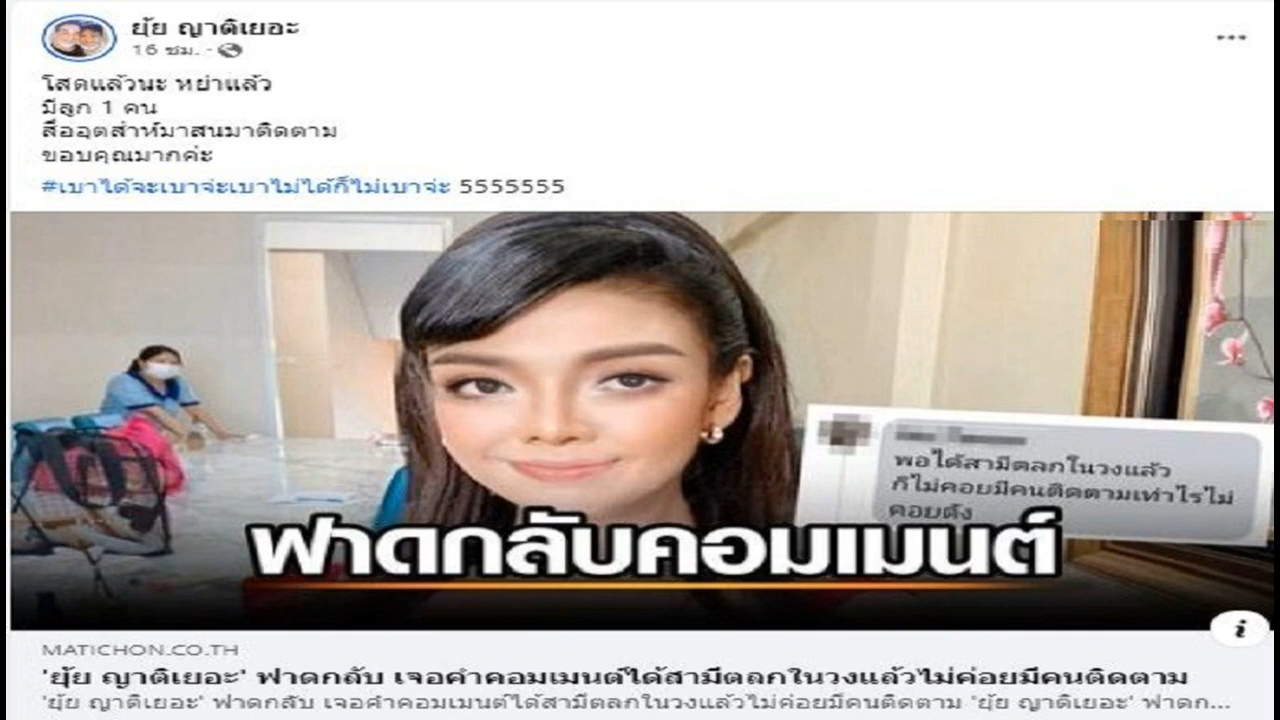 ยุ้ย ญาติเยอะ
16 ชม. ·
โสดแล้วนะ หย่าแล้ว
มีลูก 1 คน
สื่ออุตส่าห์มาสนมาติดตาม
ขอบคุณมากค่ะ
#เบาได้จะเบาจ่ะเบาไม่ได้ก็ไม่เบาจ่ะ 5555555
พอได้สามีตลกในวงแล้ว
ก็ไม่คอยมีคนติดตามเท่าไรไม่
คอยดัง
ฟาดกลับคอมเมนต์
MATICHON.CO.TH
'ยุ้ย ญาติเยอะ' ฟาดกลับ เจอคำคอมเมนต์ได้สามีตลกในวงแล้วไม่ค่อยมีคนติดตาม
'ยุ้ย ญาติเยอะ' ฟาดกลับ เจอคำคอมเมนต์ได้สามีตลกในวงแล้วไม่ค่อยมีคนติดตาม 'ยุ้ย ญาติเยอะ' ฟาดก...